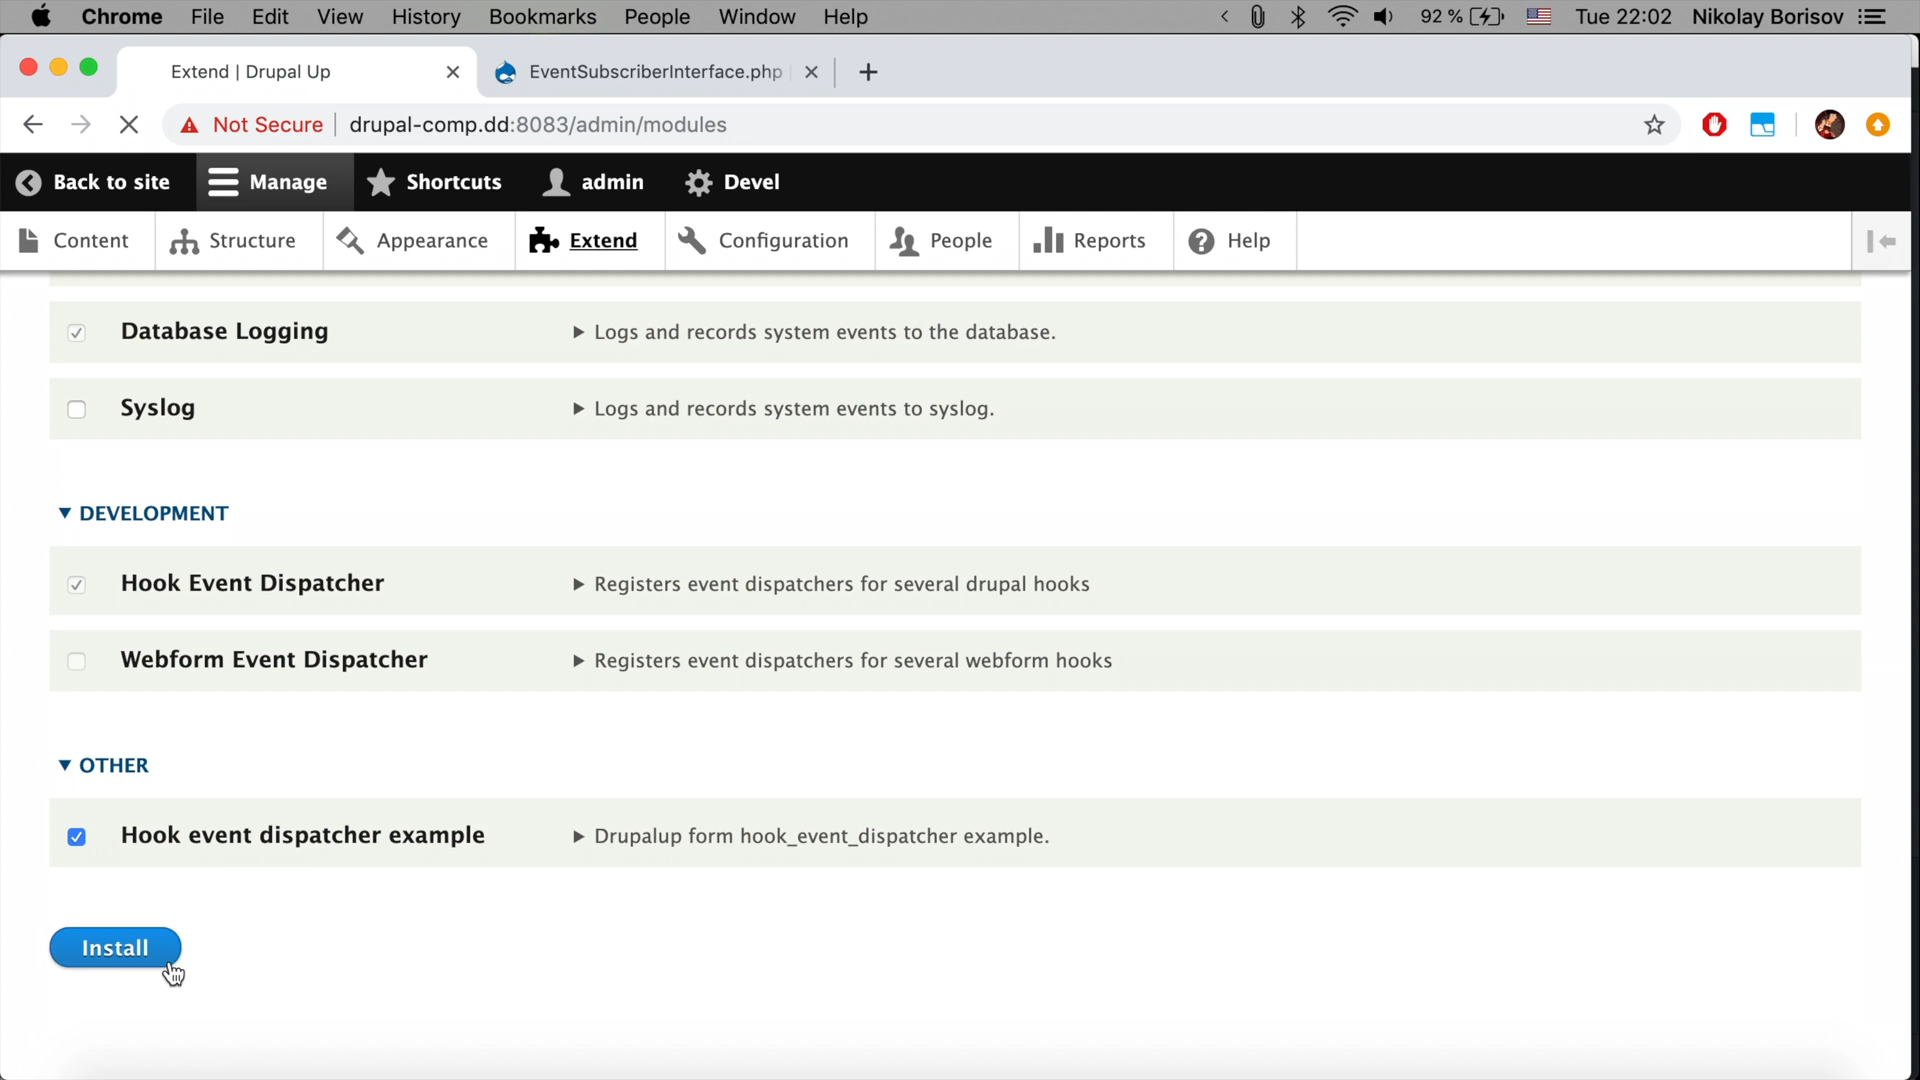 Chrome File Edit View History Bookmarks People Window Help 92 % Tue 22:02 Nikolay Borisov
Extend | Drupal Up EventSubscriberInterface.php
Not Secure drupal-comp.dd:8083/admin/modules
Back to site Manage Shortcuts admin Devel
Content Structure Appearance Extend Configuration People Reports Help
Database Logging Logs and records system events to the database.
Syslog Logs and records system events to syslog.
DEVELOPMENT
Hook Event Dispatcher Registers event dispatchers for several drupal hooks
Webform Event Dispatcher Registers event dispatchers for several webform hooks
OTHER
Hook event dispatcher example Drupalup form hook_event_dispatcher example.
Install